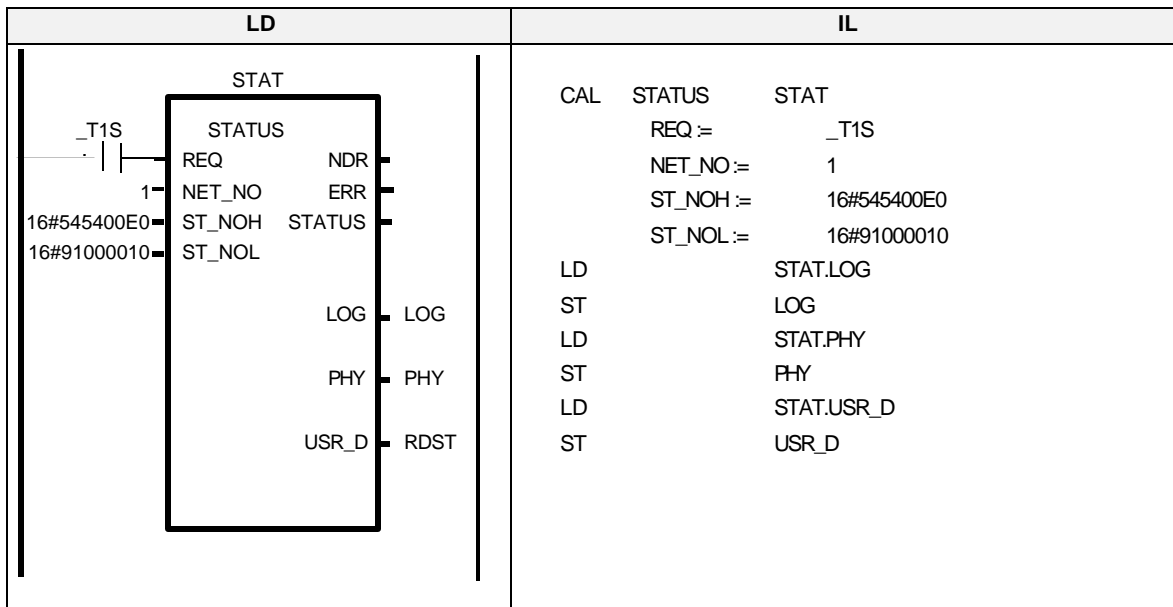 LD
IL
STAT
_T1S
STATUS
REQ NDR
1 NET_NO ERR
16#545400E0 ST_NOH STATUS
16#91000010 ST_NOL
LOG LOG
PHY PHY
USR_D RDST
CAL STATUS STAT
REQ := _T1S
NET_NO := 1
ST_NOH := 16#545400E0
ST_NOL := 16#91000010
LD STAT.LOG
ST LOG
LD STAT.PHY
ST PHY
LD STAT.USR_D
ST USR_D